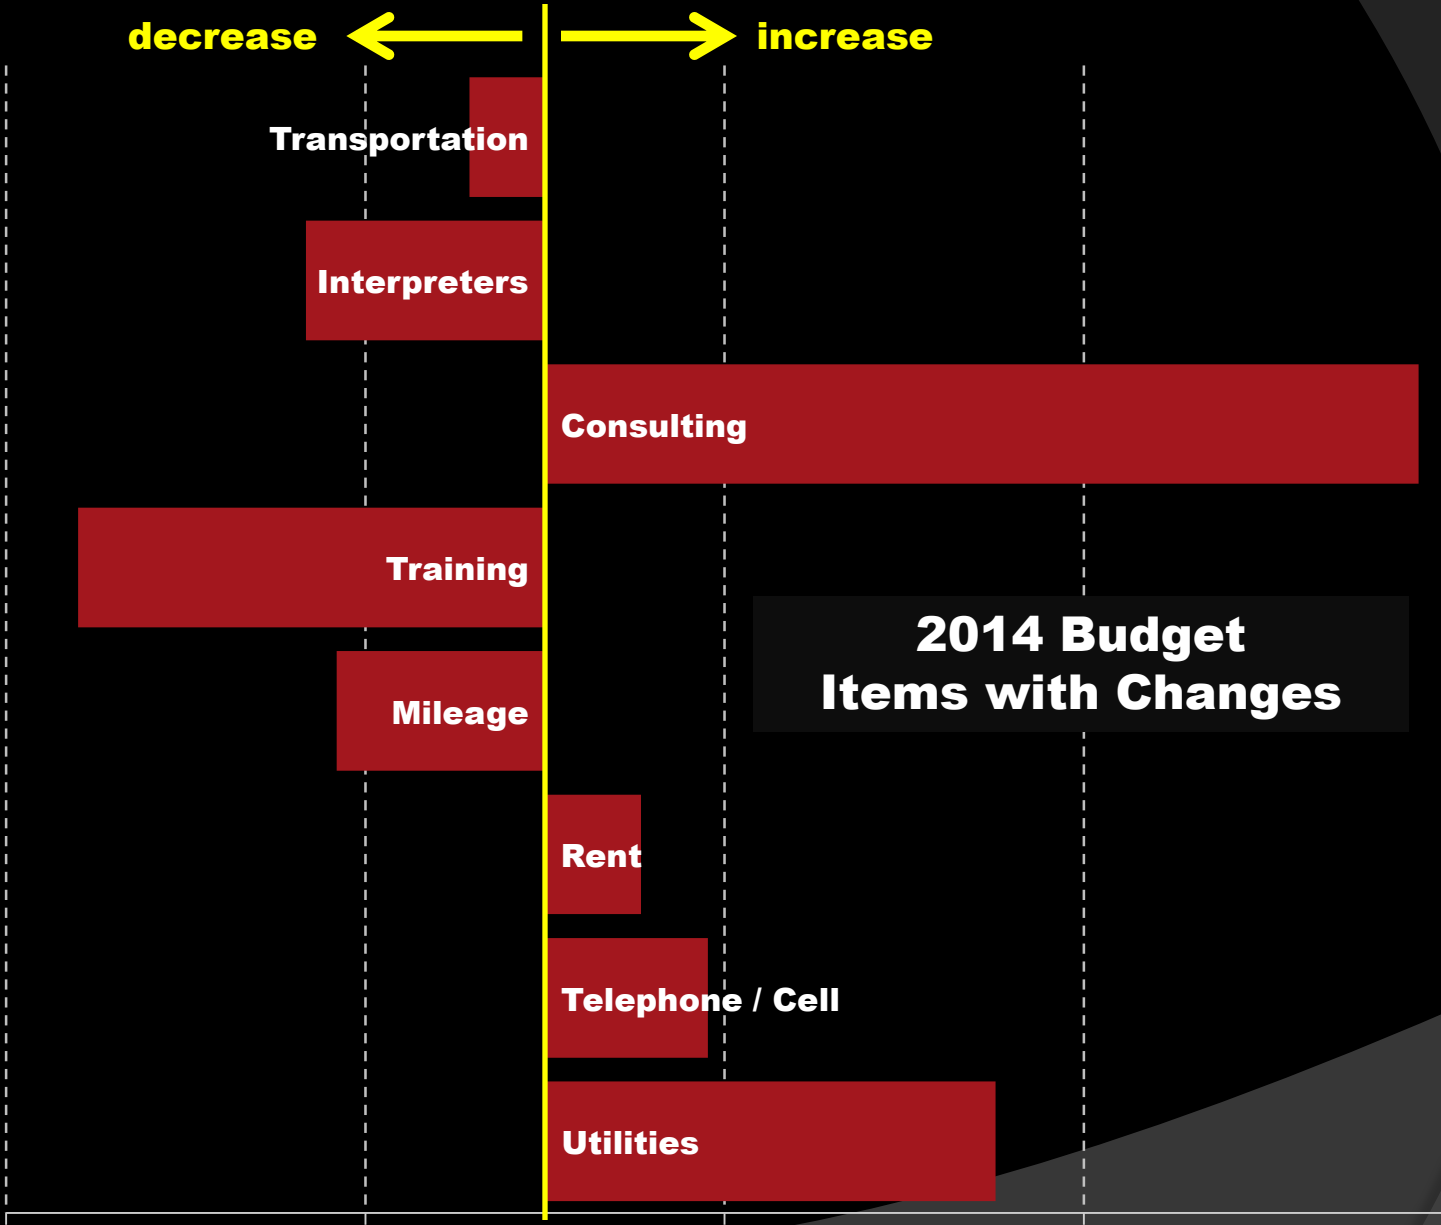 decrease
increase
Transportation
Interpreters
Consulting
Training
2014 Budget
Items with Changes
Mileage
Rent
Telephone / Cell
Utilities